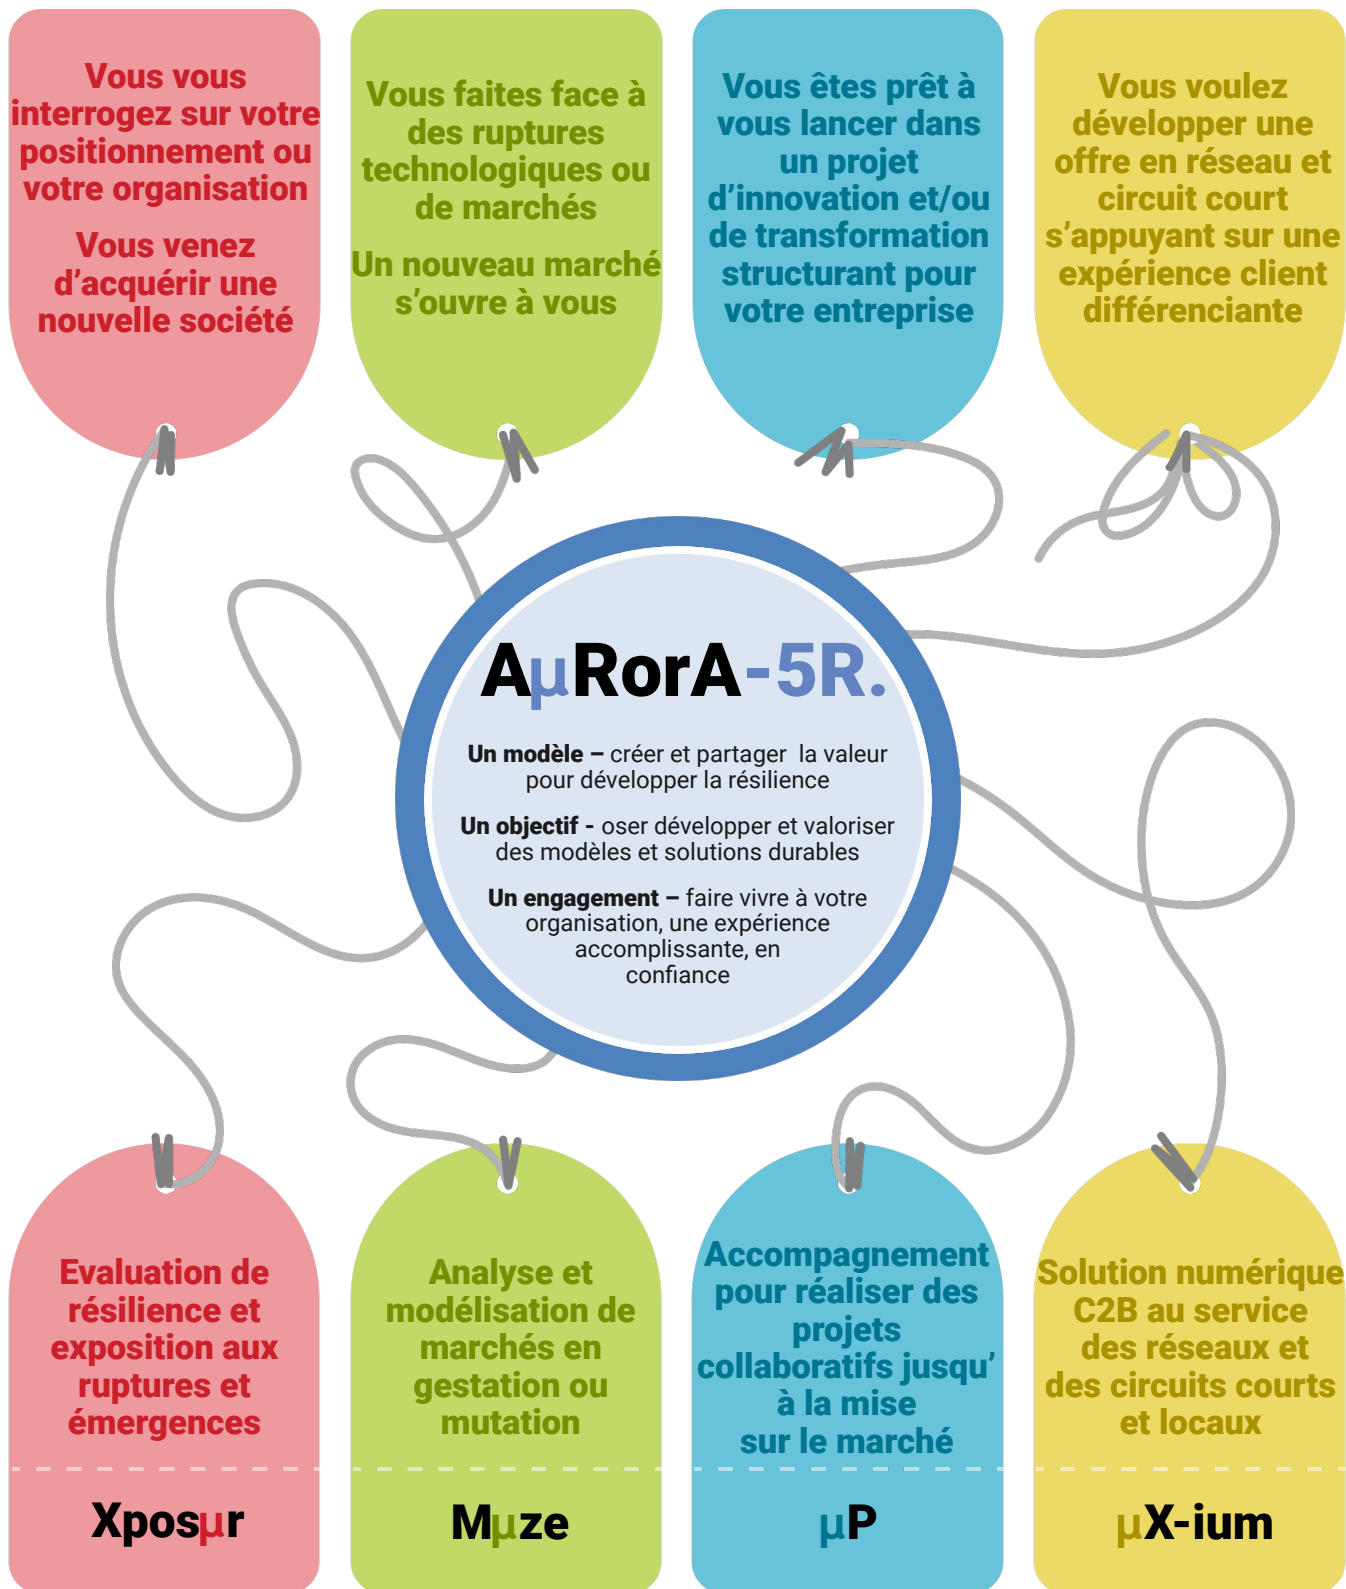 Vous vous
interrogez sur votre
positionnement ou
votre organisation
Vous venez
d’acquérir une
nouvelle société
Vous faites face à
des ruptures
technologiques ou
de marchés
Un nouveau marché
s’ouvre à vous
Vous êtes prêt à
vous lancer dans
un projet
d’innovation et/ou
de transformation
structurant pour
votre entreprise
Vous voulez
développer une
offre en réseau et
circuit court
s’appuyant sur une
expérience client
différenciante
AµRorA-5R.
Un modèle – créer et partager la valeur
pour développer la résilience
Un objectif - oser développer et valoriser
des modèles et solutions durables
Un engagement – faire vivre à votre
organisation, une expérience
accomplissante, en
confiance
Evaluation de
résilience et
exposition aux
ruptures et
émergences
Xposµr
Analyse et
modélisation de
marchés en
gestation ou
mutation
Mµze
Accompagnement
pour réaliser des
projets
collaboratifs jusqu’
à la mise
sur le marché
µP
Solution numérique
C2B au service
des réseaux et
des circuits courts
et locaux
µX-ium